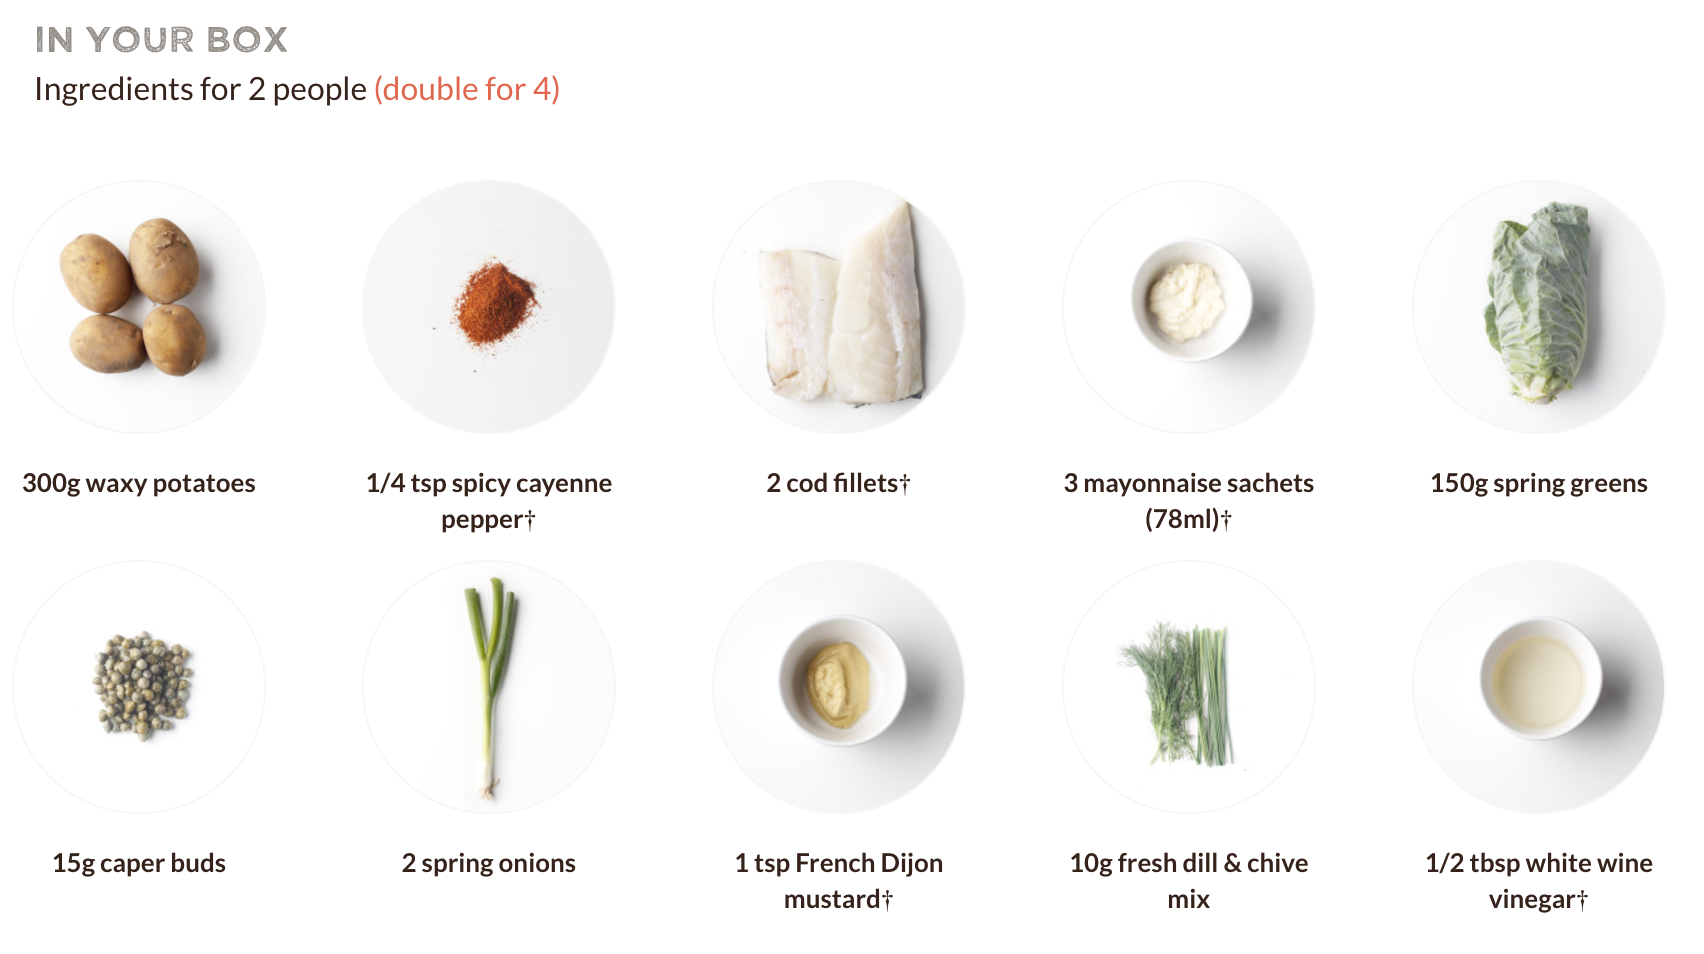 IN YOUR BOX
Ingredients for 2 people (double for 4)
300g waxy potatoes
1/4 tsp spicy cayenne
pepper†
2 cod fillets†
3 mayonnaise sachets
(78ml)†
150g spring greens
15g caper buds
2 spring onions
1 tsp French Dijon
mustard†
10g fresh dill & chive
mix
1/2 tbsp white wine
vinegar†